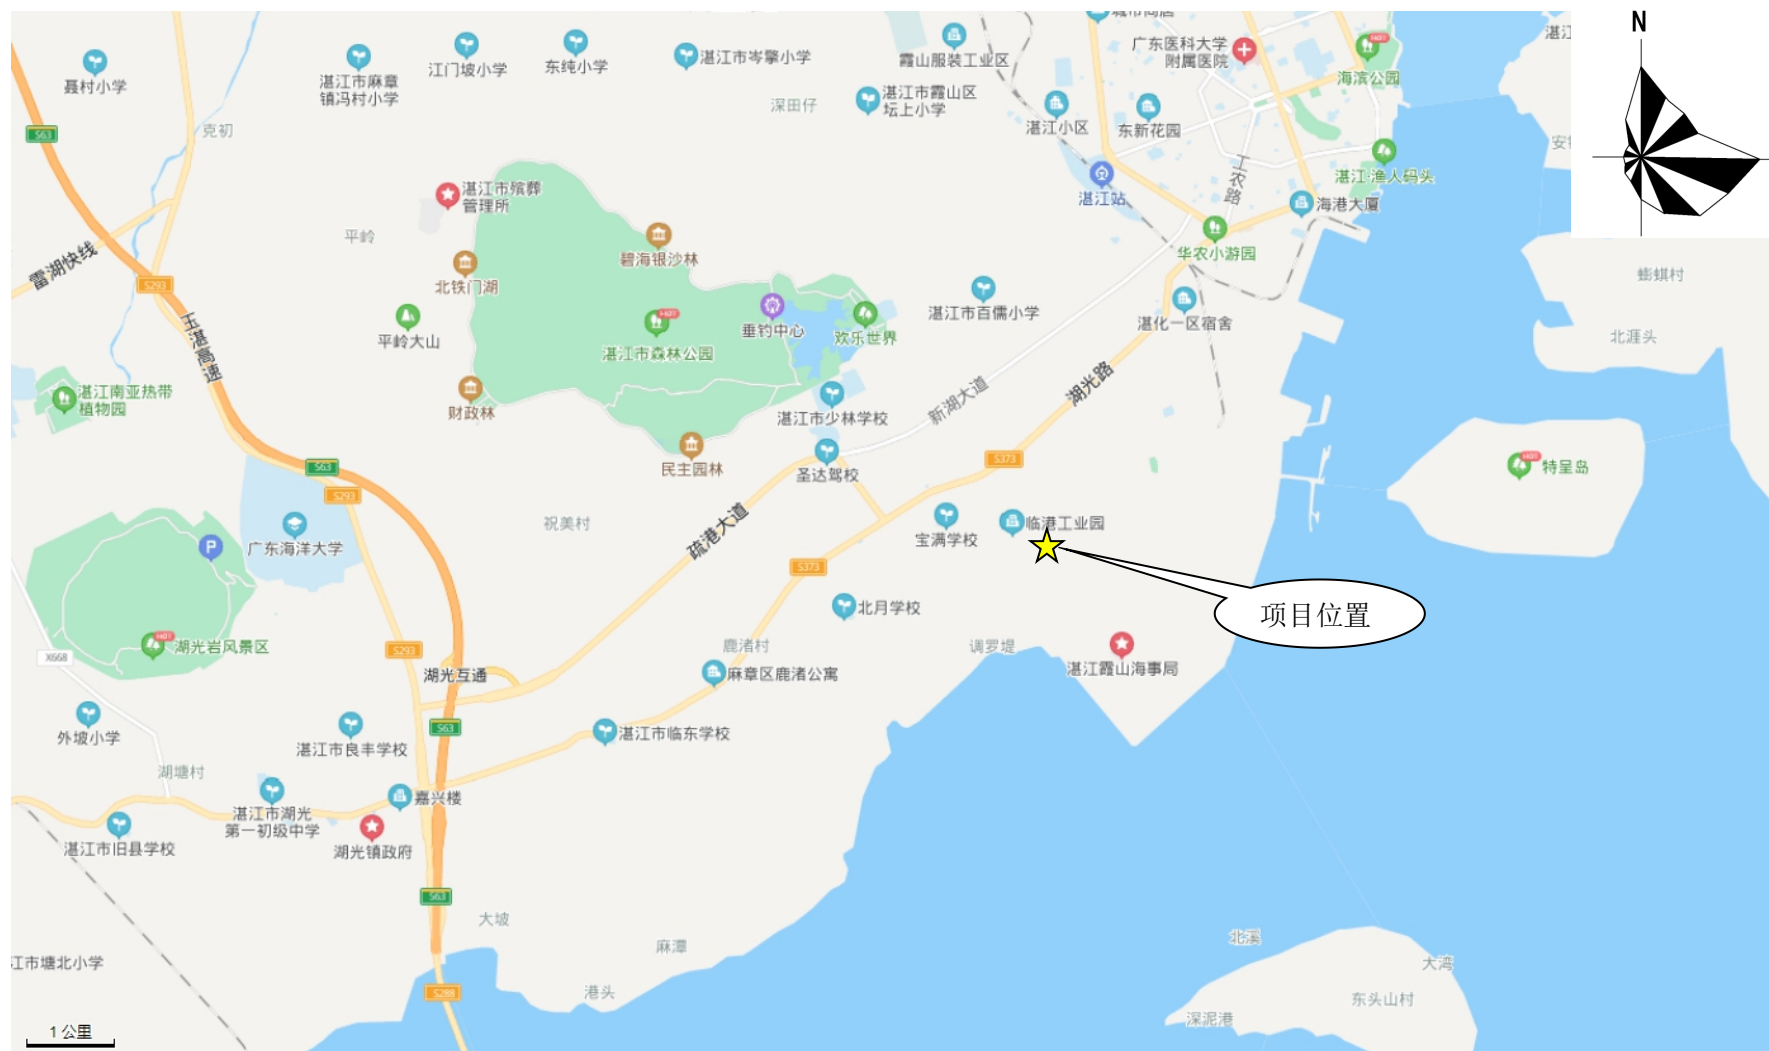 城市商居
N
湛江
聂村小学
湛江市麻章
镇冯村小学
江门坡小学
东纯小学
湛江市岑擎小学
霞山服装工业区
广东医科大学
附属医院
海滨公园
深田仔
湛江市霞山区
坛上小学
湛江小区
东新花园
克初
S63
工农路
湛江·渔人码头
湛江站
海港大厦
湛江市殡葬
管理所
平岭
碧海银沙林
华农小游园
雷湖快线
S293
北铁门湖
湛江市百儒小学
湛化一区宿舍
蟛蜞村
北涯头
玉湛高速
平岭大山
湛江市森林公园
垂钓中心
欢乐世界
湛江南亚热带
植物园
财政林
湛江市少林学校
新湖大道
湖光路
民主园林
圣达驾校
S373
特呈岛
S63
S293
广东海洋大学
P
祝美村
疏港大道
宝满学校
临港工业园
S373
北月学校
项目位置
湖光岩风景区
X668
S293
湖光互通
鹿渚村
麻章区鹿渚公寓
调罗堤
湛江霞山海事局
外坡小学
湛江市良丰学校
S63
湛江市临东学校
湖塘村
湛江市湖光
第一初级中学
嘉兴楼
湛江市旧县学校
湖光镇政府
S63
大坡
麻潭
江市塘北小学
港头
S288
北溪
大湾
东头山村
深泥港
1 公里